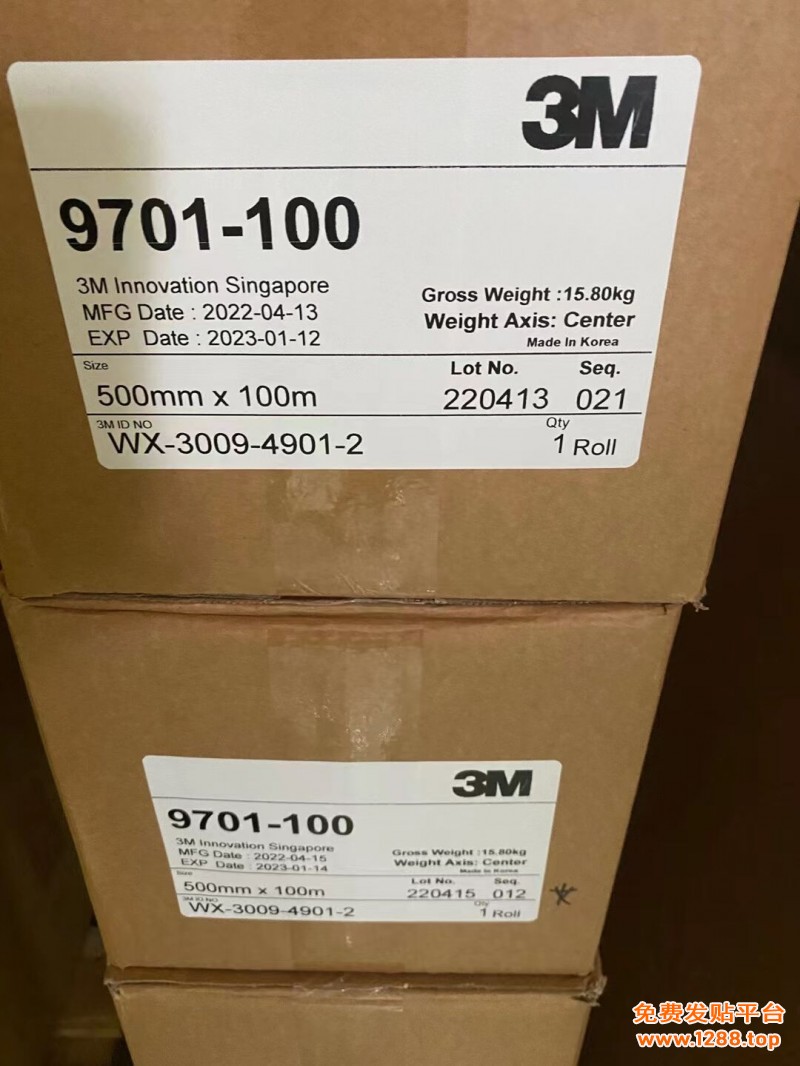 3M
9701-100
3M Innovation Singapore
MFG Date : 2022-04-13
EXP Date : 2023-01-12
Gross Weight :15.80kg
Weight Axis: Center
Made In Korea
Size
500mm x 100m
Lot No. Seq.
220413 021
3M ID NO
WX-3009-4901-2
Qty
1 Roll
3M
9701-100
3M Innovation Singapore
MFG Date : 2022-04-15
EXP Date : 2023-01-14
Gross Weight :15.80kg
Weight Axis: Center
Made In Korea
Size
500mm x 100m
Lot No. Seq.
220415 012
3M ID NO
WX-3009-4901-2
Qty
1 Roll
免费发贴平台
www.1288.top